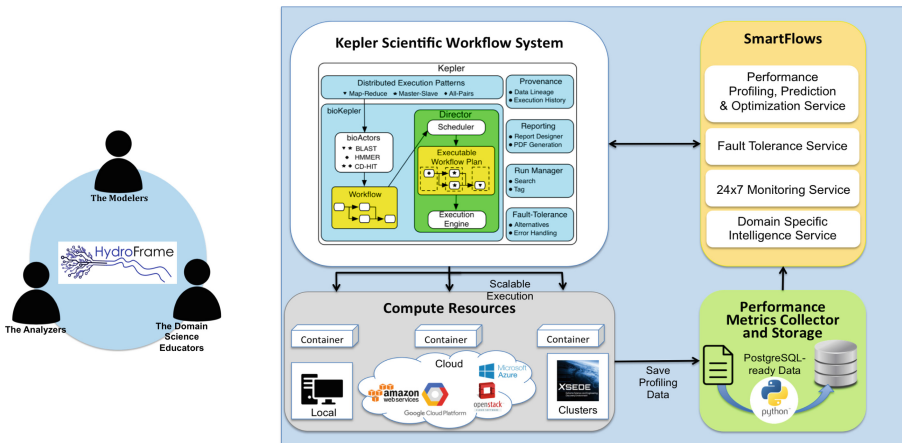 The Modelers
HydroFrame
The Analyzers
The Domain
Science
Educators
Kepler Scientific Workflow System
Kepler
Distributed Execution Patterns
Map-Reduce Master-Slave All-Pairs
bioKepler
bioActors
BLAST
HMMER
CD-HIT
Workflow
Director
Scheduler
Executable
Workflow Plan
Execution
Engine
Provenance
Data Lineage
Execution History
Reporting
Report Designer
PDF Generation
Run Manager
Search
Tag
Fault-Tolerance
Alternatives
Error Handling
SmartFlows
Performance
Profiling, Prediction
& Optimization Service
Fault Tolerance Service
24x7 Monitoring Service
Domain Specific
Intelligence Service
Scalable
Execution
Compute Resources
Container
Container
Container
Local
Cloud
amazon
webservices
Google Cloud Platform
Microsoft
Azure
openstack
XSEDE
Clusters
Save
Profiling
Data
Performance
Metrics Collector
and Storage
PostgreSQL-
ready Data
python